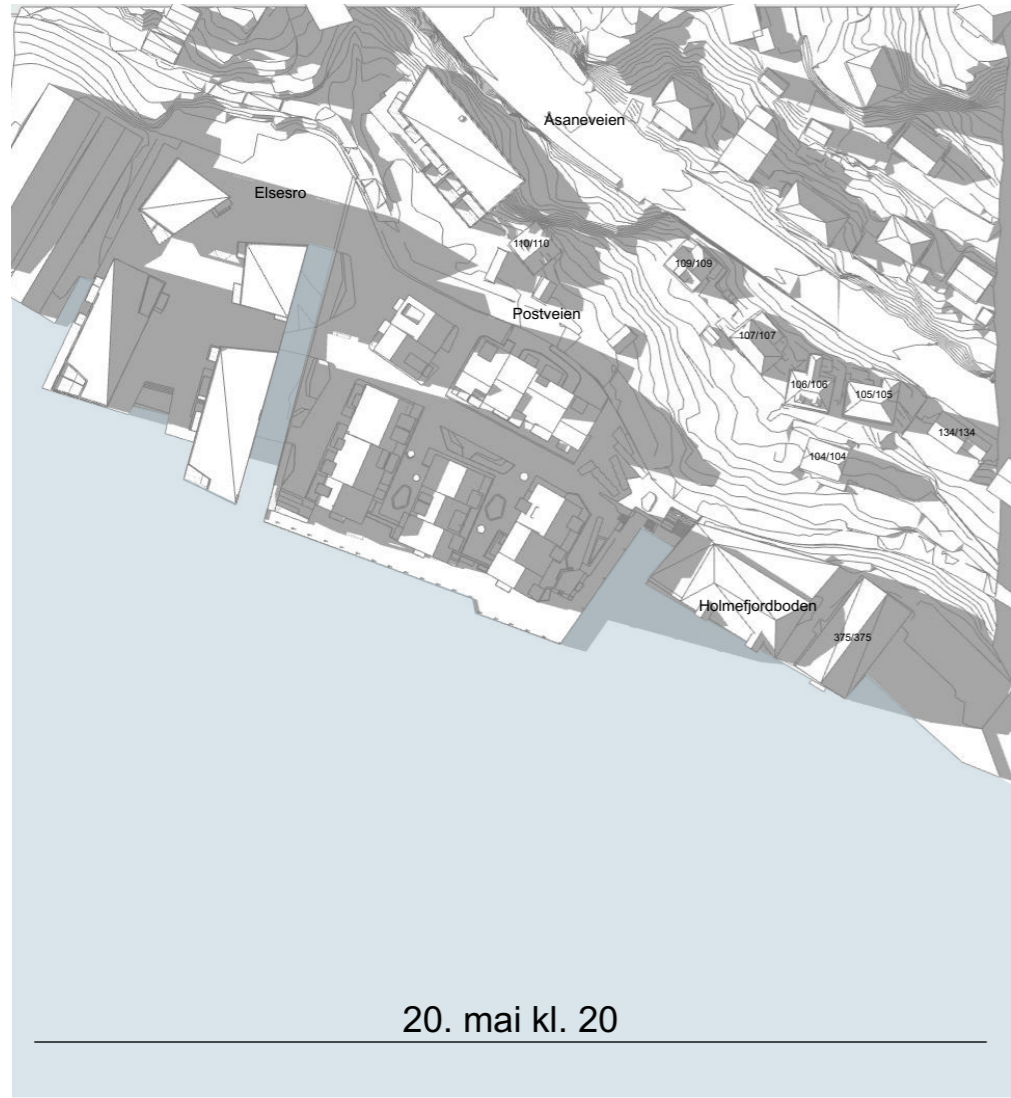 Åsaneveien
Elsesro
110/110
109/109
Postveien
107/107
106/106
105/105
134/134
104/104
Holmefjordboden
375/375
20. mai kl. 20